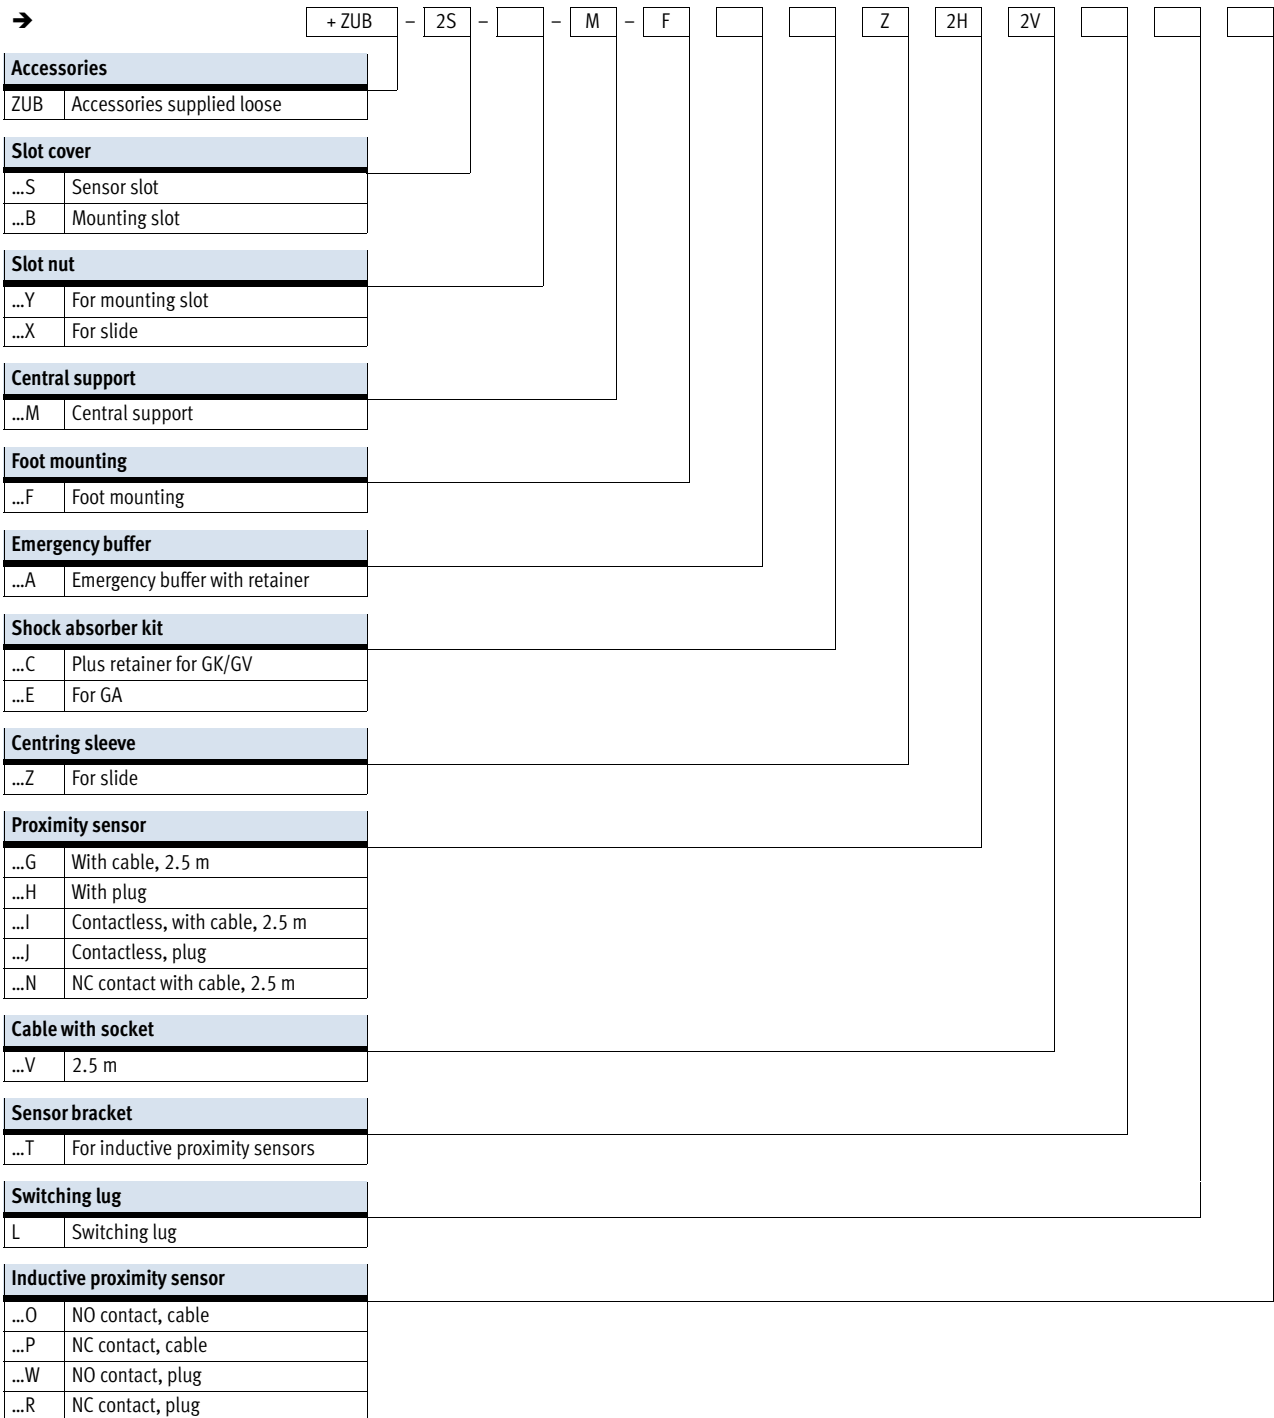 ➔ + ZUB – 2S – – M – F Z 2H 2V
Accessories
ZUB Accessories supplied loose
Slot cover
...S Sensor slot
...B Mounting slot
Slot nut
...Y For mounting slot
...X For slide
Central support
...M Central support
Foot mounting
...F Foot mounting
Emergency buffer
...A Emergency buffer with retainer
Shock absorber kit
...C Plus retainer for GK/GV
...E For GA
Centring sleeve
...Z For slide
Proximity sensor
...G With cable, 2.5 m
...H With plug
...I Contactless, with cable, 2.5 m
...J Contactless, plug
...N NC contact with cable, 2.5 m
Cable with socket
...V 2.5 m
Sensor bracket
...T For inductive proximity sensors
Switching lug
L Switching lug
Inductive proximity sensor
...O NO contact, cable
...P NC contact, cable
...W NO contact, plug
...R NC contact, plug